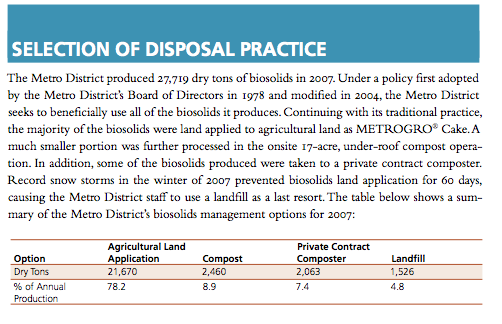 SELECTION OF DISPOSAL PRACTICE
The Metro District produced 27,719 dry tons of biosolids in 2007. Under a policy first adopted
by the Metro District's Board of Directors in 1978 and modified in 2004, the Metro District
seeks to beneficially use all of the biosolids it produces. Continuing with its traditional practice,
the majority of the biosolids were land applied to agricultural land as METROGRO® Cake. A
much smaller portion was further processed in the onsite 17-acre, under-roof compost opera-
tion. In addition, some of the biosolids produced were taken to a private contract composter.
Record snow storms in the winter of 2007 prevented biosolids land application for 60 days,
causing the Metro District staff to use a landfill as a last resort. The table below shows a sum-
mary of the Metro District's biosolids management options for 2007:
Agricultural Land Private Contract
Option Application Compost Composter Landfill
Dry Tons 21,670 2,460 2,063 1,526
% of Annual 78.2 8.9 7.4 4.8
Production